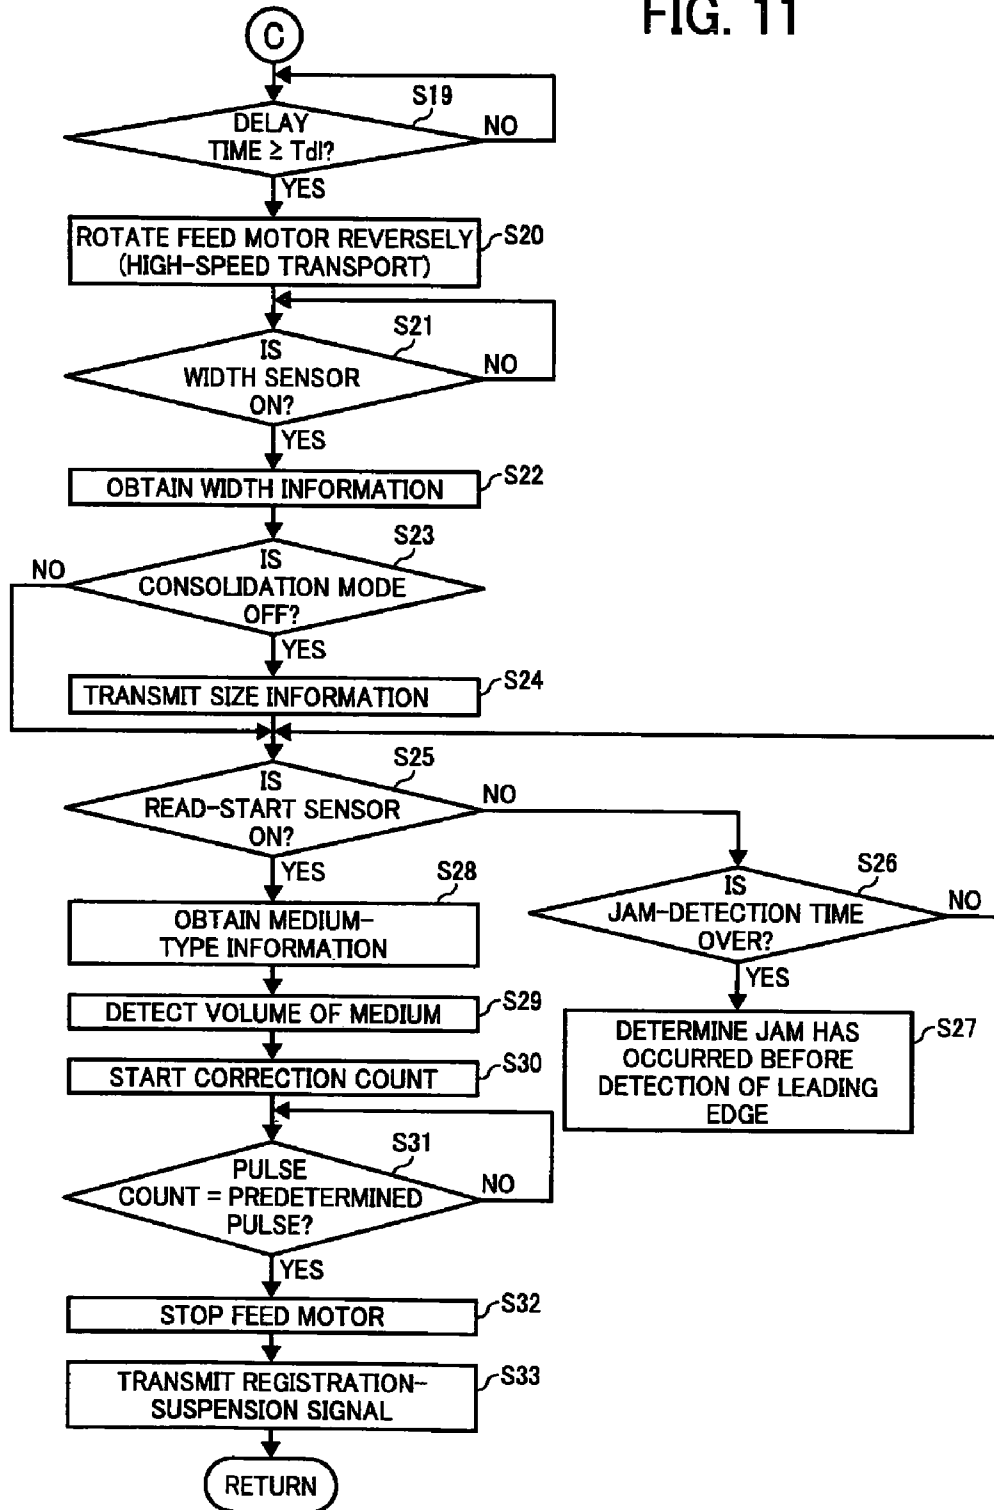 FIG. 11
C
S19
DELAY
TIME ≥ Tdl?
NO
YES
ROTATE FEED MOTOR REVERSELY
(HIGH-SPEED TRANSPORT)
S20
S21
IS
WIDTH SENSOR
ON?
NO
YES
OBTAIN WIDTH INFORMATION
S22
S23
IS
CONSOLIDATION MODE
OFF?
NO
YES
TRANSMIT SIZE INFORMATION
S24
S25
IS
READ-START SENSOR
ON?
NO
YES
S26
IS
JAM-DETECTION TIME
OVER?
NO
YES
DETERMINE JAM HAS
OCCURRED BEFORE
DETECTION OF LEADING
EDGE
S27
S28
OBTAIN MEDIUM-
TYPE INFORMATION
DETECT VOLUME OF MEDIUM
S29
START CORRECTION COUNT
S30
S31
PULSE
COUNT = PREDETERMINED
PULSE?
NO
YES
STOP FEED MOTOR
S32
TRANSMIT REGISTRATION-
SUSPENSION SIGNAL
S33
RETURN